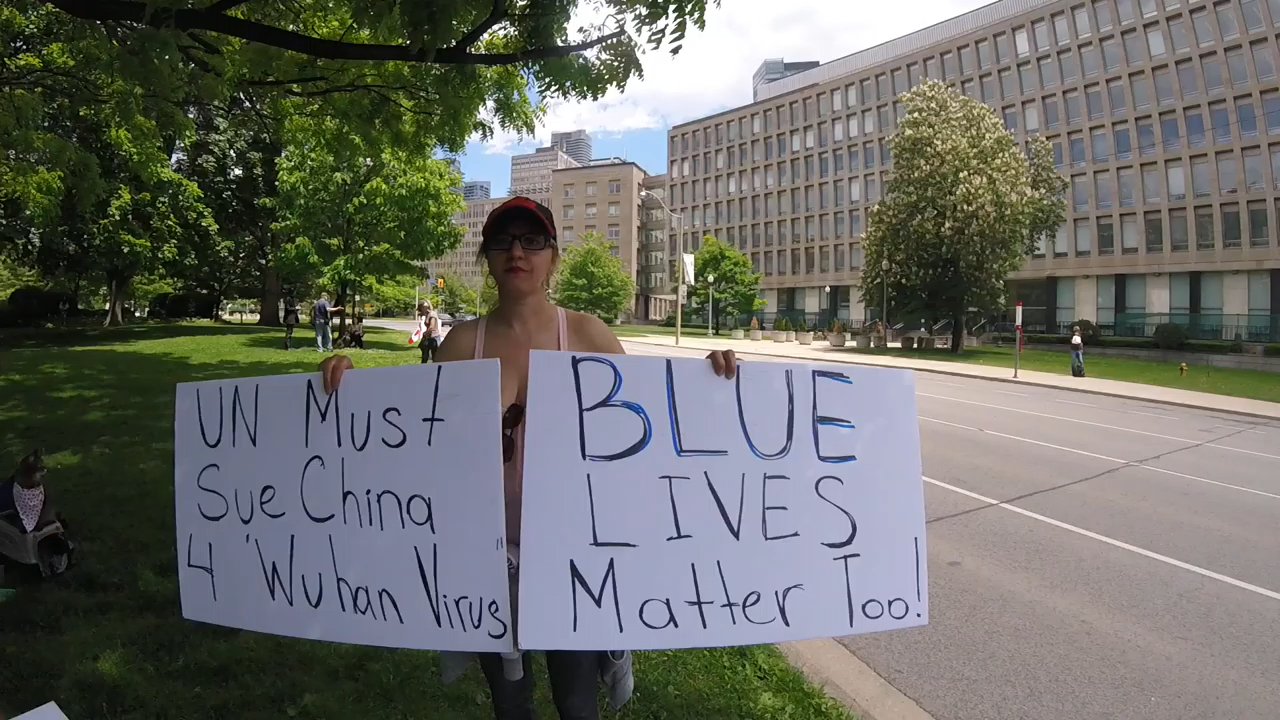 UN Must
Sue China
4 "Wuhan Virus"
BLUE
LIVES
Matter Too!